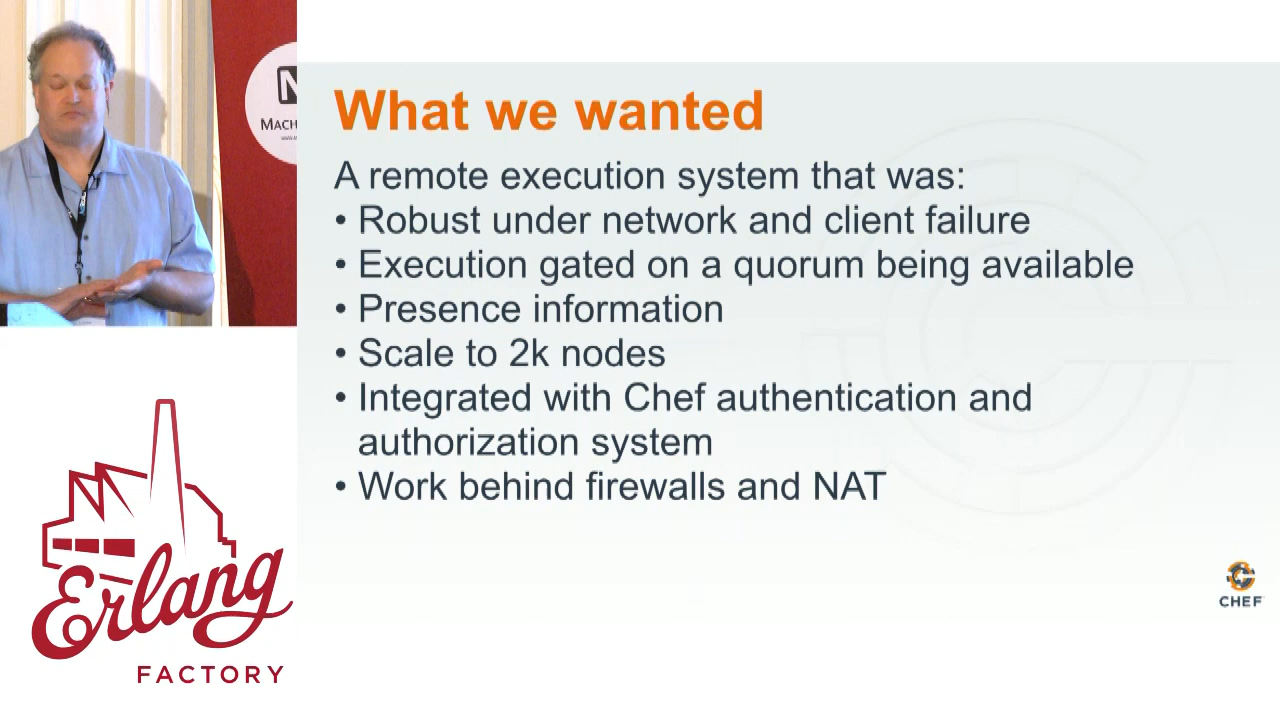 What we wanted
A remote execution system that was:
• Robust under network and client failure
• Execution gated on a quorum being available
• Presence information
• Scale to 2k nodes
• Integrated with Chef authentication and
authorization system
• Work behind firewalls and NAT
CHEF
Erlang
FACTORY